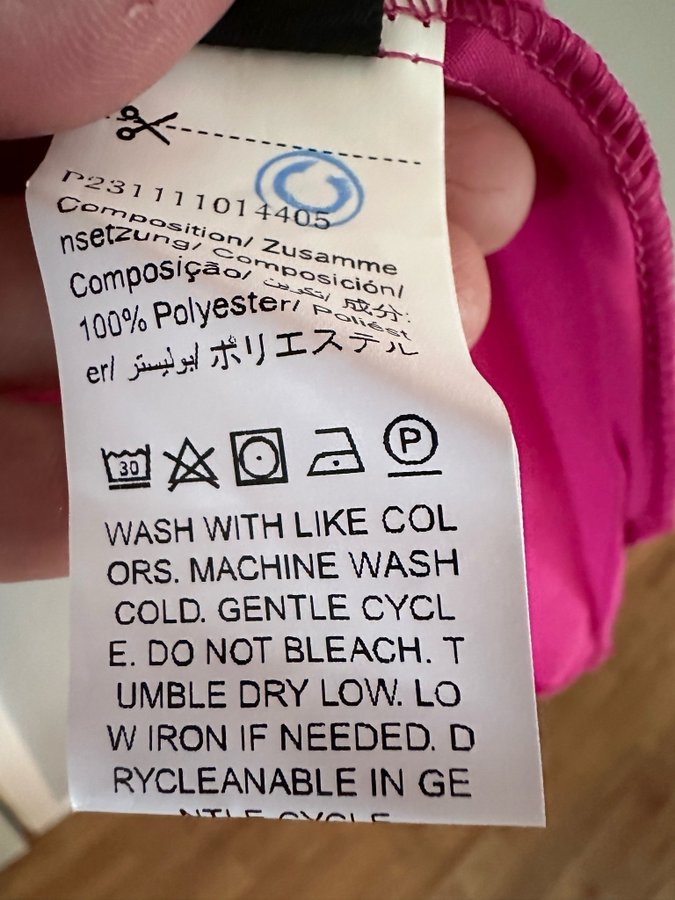 P231111014405
Composition/ Zusamme
nsetzung/ Composición/
Composição/ تكوين/ 成分:
100% Polyester/ Poliést
er/ بوليستر/ ポリエステル
30
P
WASH WITH LIKE COL
ORS. MACHINE WASH
COLD. GENTLE CYCL
E. DO NOT BLEACH. T
UMBLE DRY LOW. LO
W IRON IF NEEDED. D
RYCLEANABLE IN GE
NTLE CYCLE